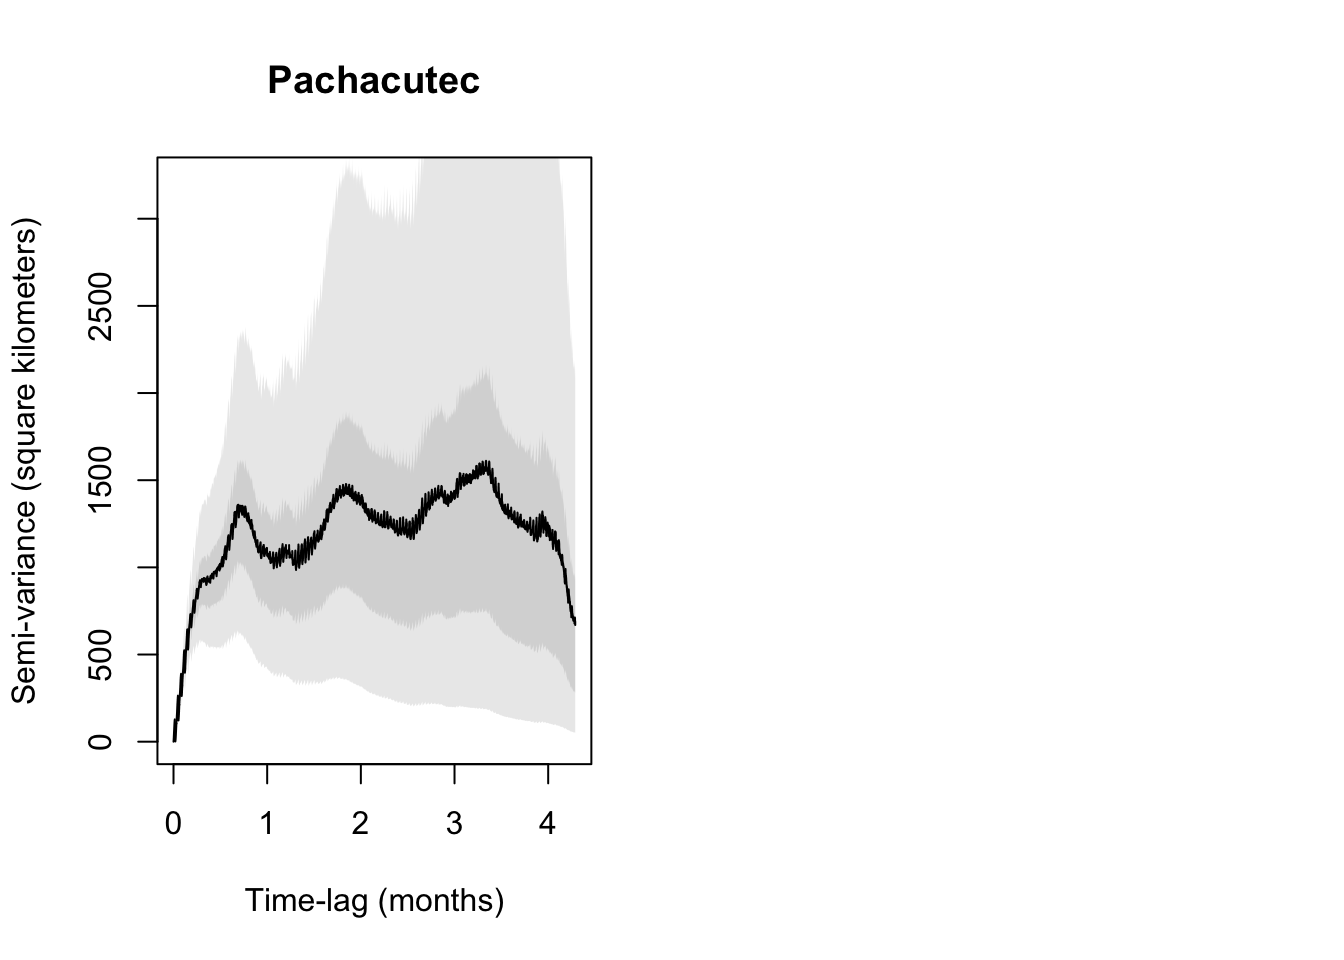 Pachacutec
Semi-variance (square kilometers)
2500
1500
500
0
0 1 2 3 4
Time-lag (months)